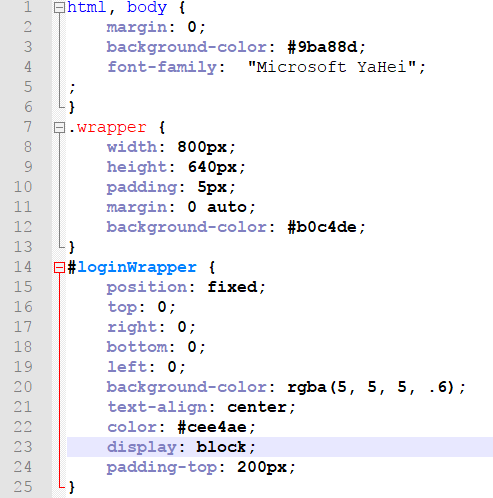 1 html, body {
2     margin: 0;
3     background-color: #9ba88d;
4     font-family:  "Microsoft YaHei";
5 ;
6 }
7 .wrapper {
8     width: 800px;
9     height: 640px;
10     padding: 5px;
11     margin: 0 auto;
12     background-color: #b0c4de;
13 }
14 #loginWrapper {
15     position: fixed;
16     top: 0;
17     right: 0;
18     bottom: 0;
19     left: 0;
20     background-color: rgba(5, 5, 5, .6);
21     text-align: center;
22     color: #cee4ae;
23     display: block;
24     padding-top: 200px;
25 }